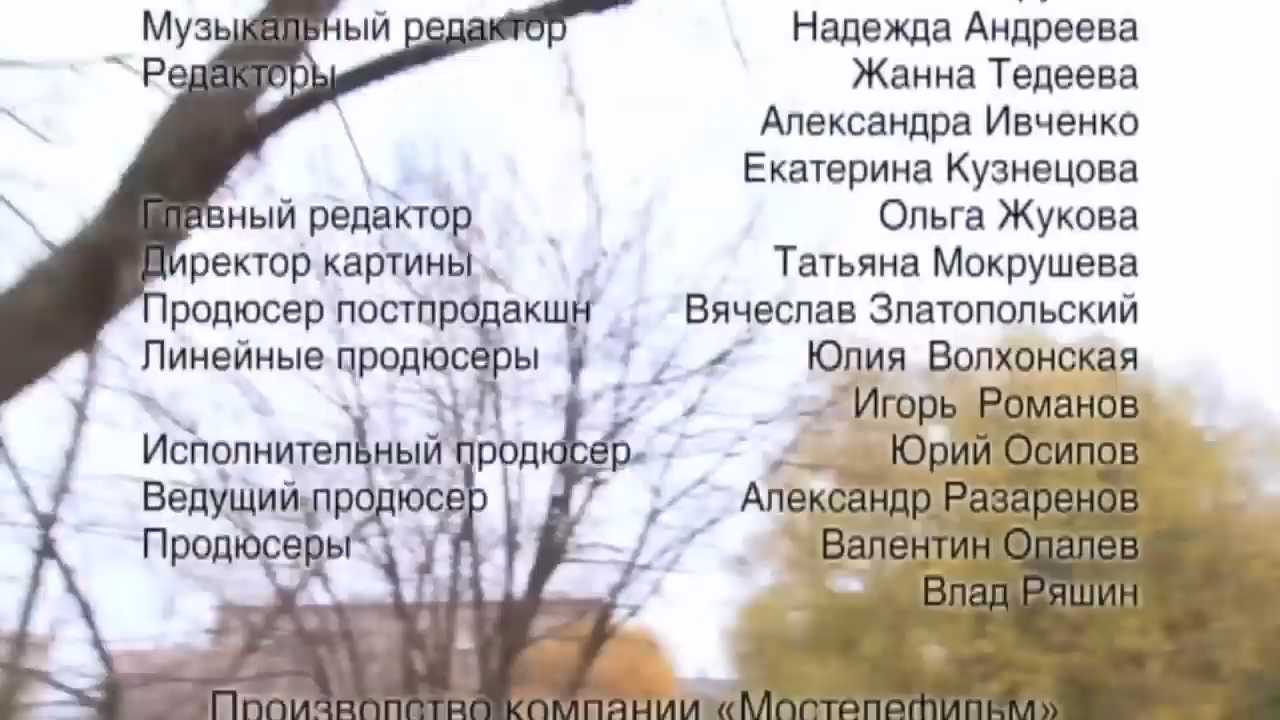 Музыкальный редактор Надежда Андреева
Редакторы Жанна Тедеева
Александра Ивченко
Екатерина Кузнецова
Главный редактор Ольга Жукова
Директор картины Татьяна Мокрушева
Продюсер постпродакшн Вячеслав Златопольский
Линейные продюсеры Юлия Волхонская
Игорь Романов
Исполнительный продюсер Юрий Осипов
Ведущий продюсер Александр Разаренов
Продюсеры Валентин Опалев
Влад Ряшин
Производство компании «Мостелефильм»